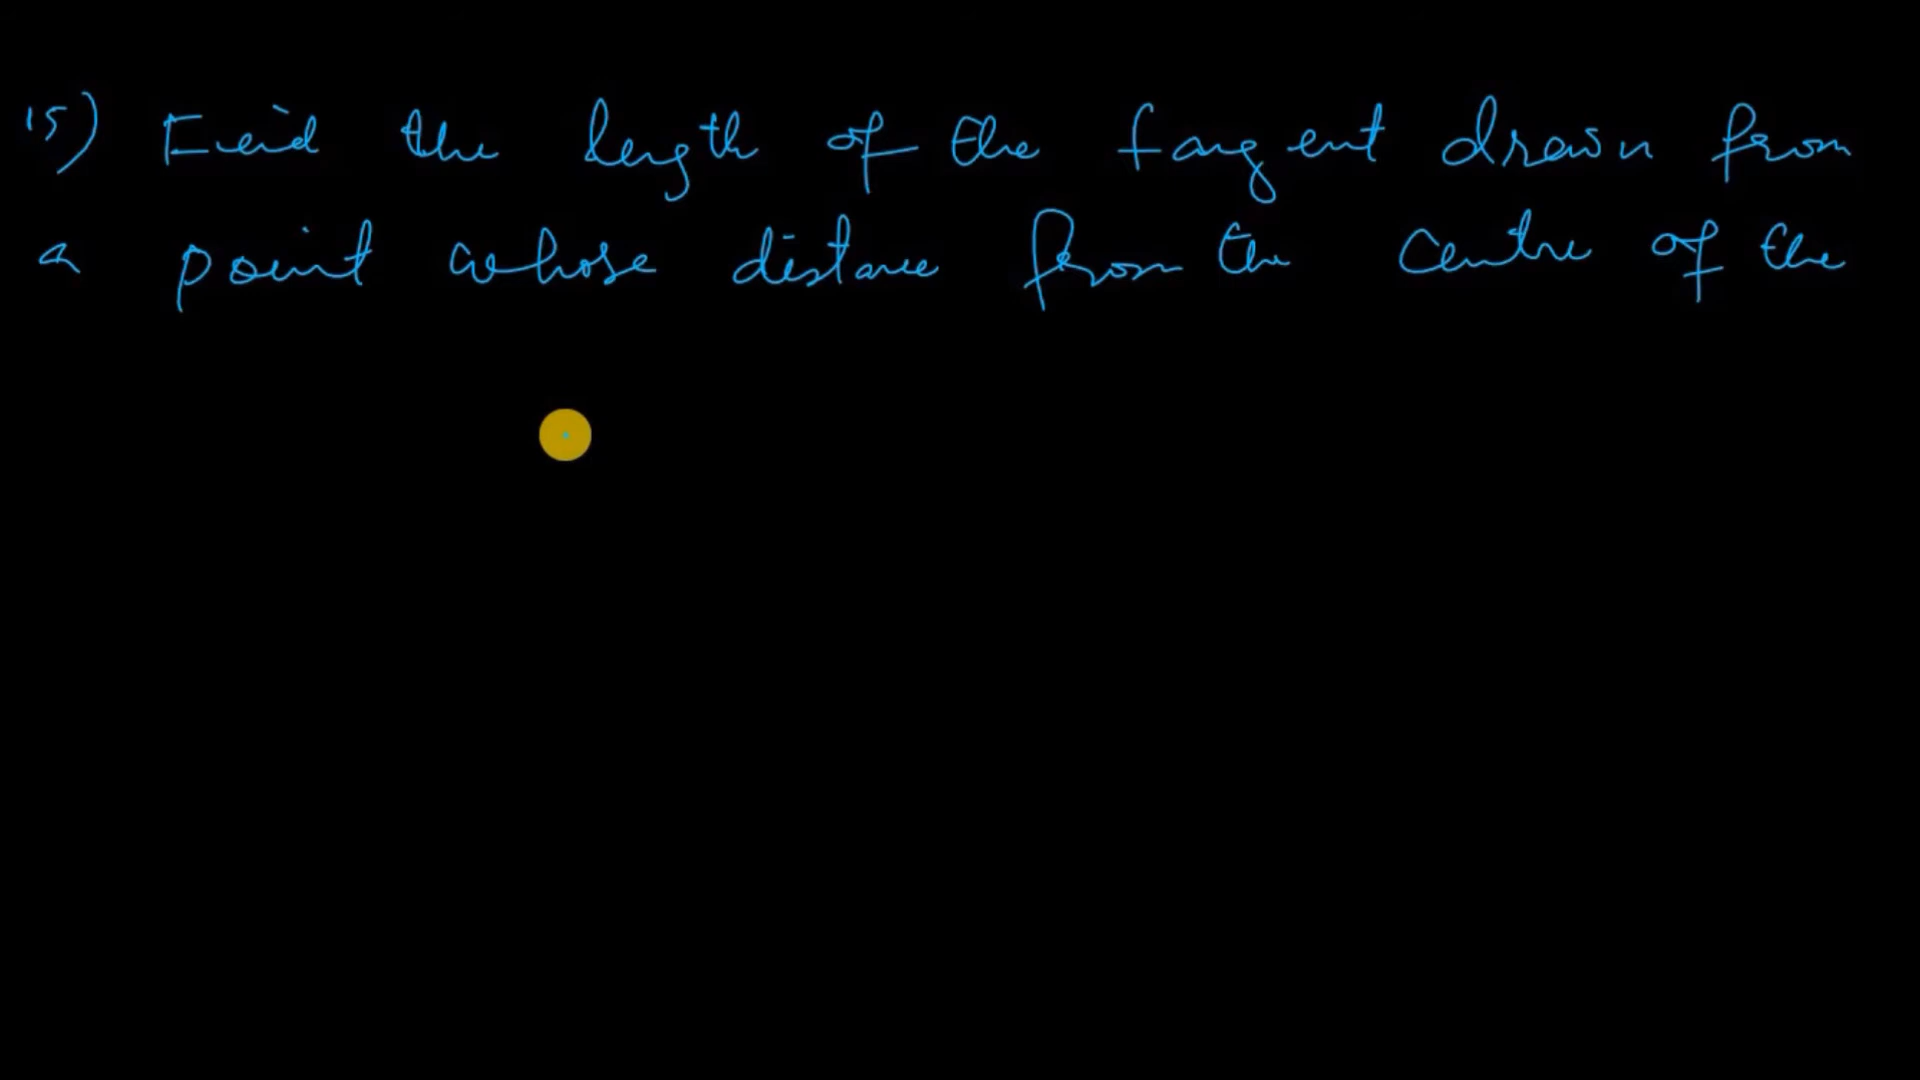 15) Find the length of the tangent drawn from
a point whose distance from the centre of the